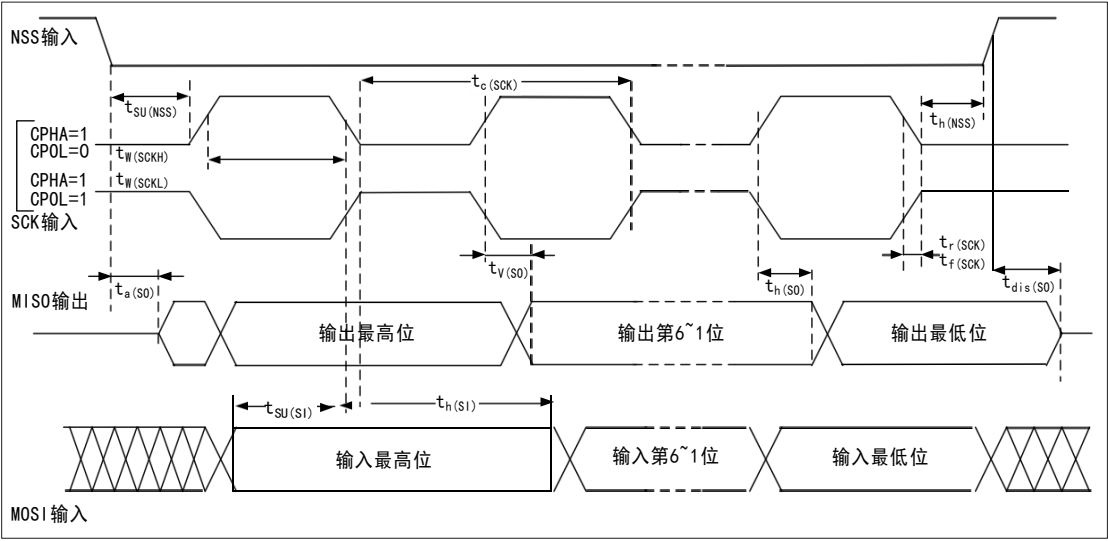 NSS输入
tc(SCK)
tSU(NSS)
th(NSS)
CPHA=1
CPOL=0
tW(SCKH)
CPHA=1
CPOL=1
tW(SCKL)
SCK输入
tr(SCK)
tf(SCK)
ta(SO)
tV(SO)
th(SO)
tdis(SO)
MISO输出
输出最高位
输出第6~1位
输出最低位
tSU(SI)
th(SI)
输入最高位
输入第6~1位
输入最低位
MOSI输入